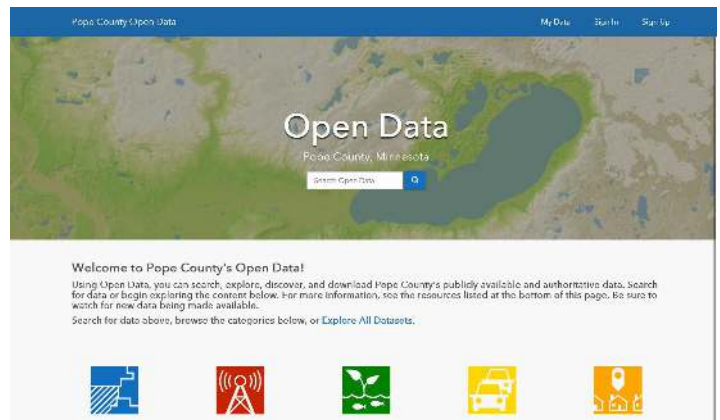 Pope County Open Data
My Data Sign In Sign Up
Open Data
Pope County, Minnesota
Search Open Data
Welcome to Pope County's Open Data!
Using Open Data, you can search, explore, discover, and download Pope County's publicly available and authoritative data. Search
for data or begin exploring the content below. For more information, see the resources listed at the bottom of this page. Be sure to
watch for new data being made available.
Search for data above, browse the categories below, or Explore All Datasets.